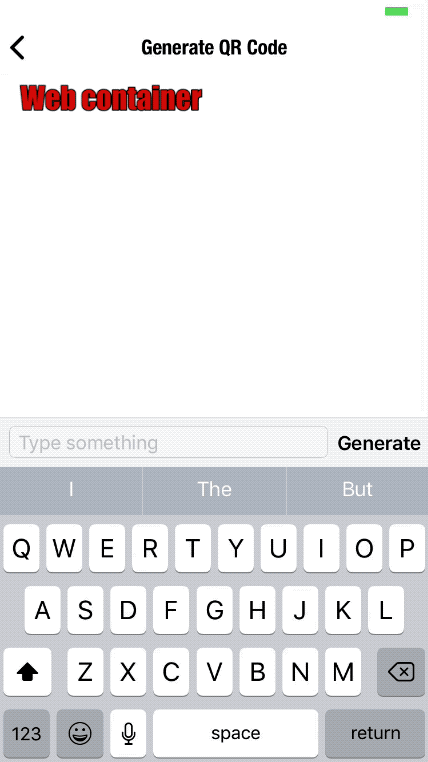 Generate QR Code
Web container
Type something Generate
I The But
Q W E R T Y U I O P
A S D F G H J K L
Z X C V B N M
123 space return